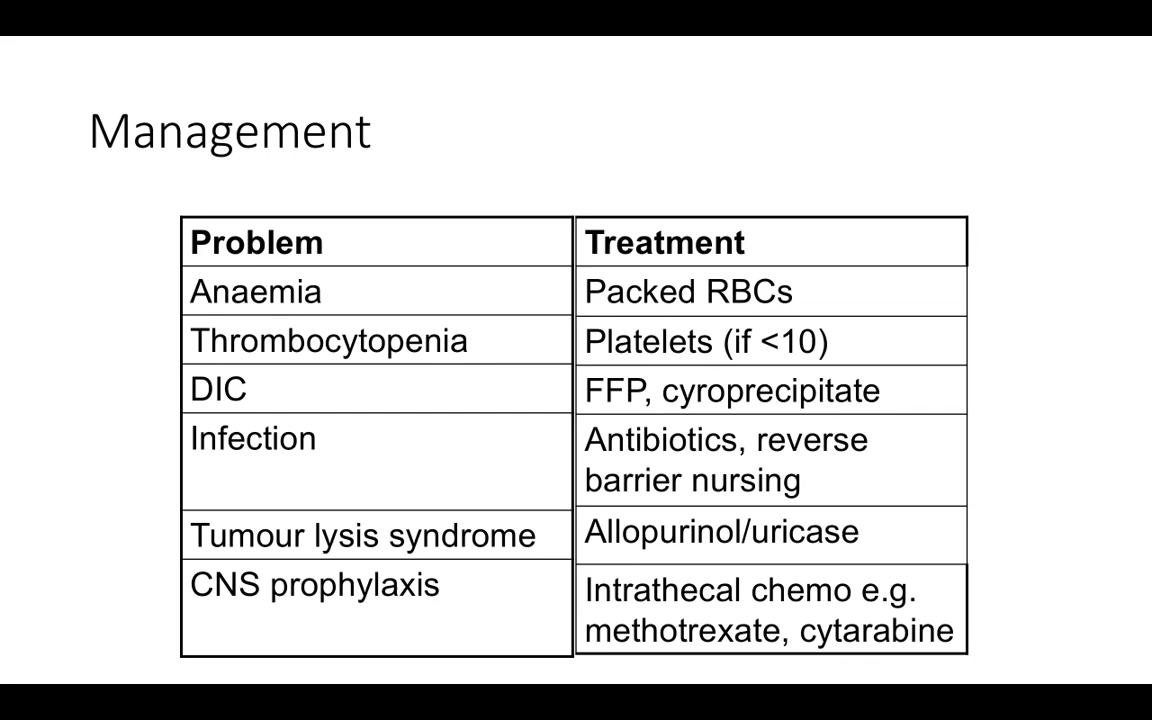 Management
Problem Treatment
Anaemia Packed RBCs
Thrombocytopenia Platelets (if <10)
DIC FFP, cyroprecipitate
Infection Antibiotics, reverse
barrier nursing
Tumour lysis syndrome Allopurinol/uricase
CNS prophylaxis Intrathecal chemo e.g.
methotrexate, cytarabine